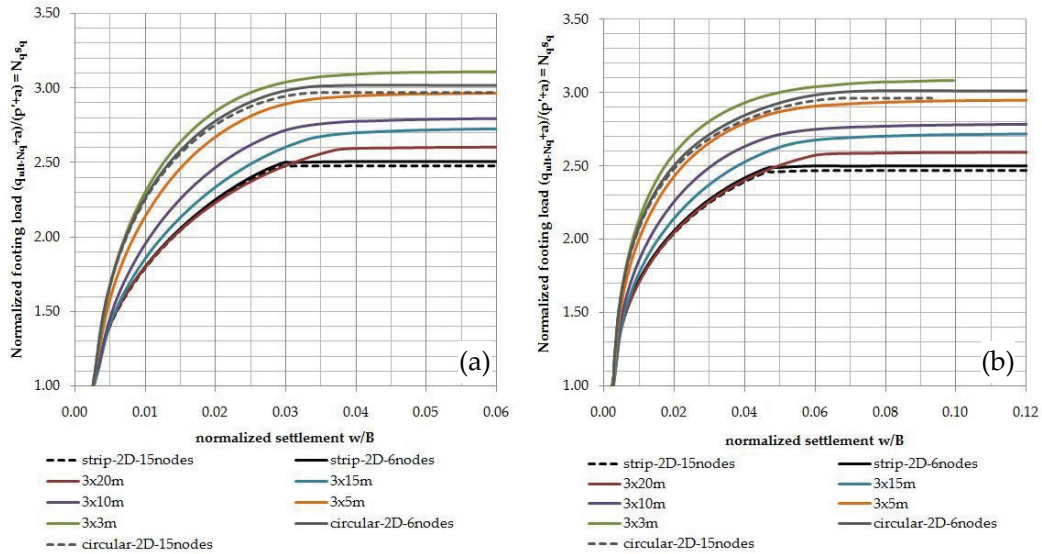 3.50
3.00
2.50
2.00
1.50
1.00
Normalized footing load (qult-Nq+a)/(p'+a) = Nqsq
(a)
0.00 0.01 0.02 0.03 0.04 0.05 0.06
normalized settlement w/B
strip-2D-15nodes strip-2D-6nodes
3x20m 3x15m
3x10m 3x5m
3x3m circular-2D-6nodes
circular-2D-15nodes
3.50
3.00
2.50
2.00
1.50
1.00
Normalized footing load (qult-Nq+a)/(p'+a) = Nqsq
(b)
0.00 0.02 0.04 0.06 0.08 0.10 0.12
normalized settlement w/B
strip-2D-15nodes strip-2D-6nodes
3x20m 3x15m
3x10m 3x5m
3x3m circular-2D-6nodes
circular-2D-15nodes